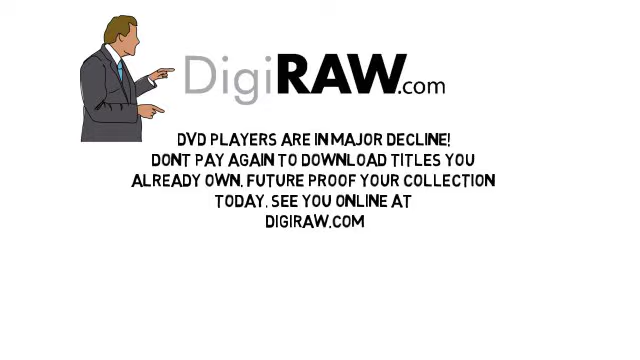 DigiRAW.com
DVD PLAYERS ARE IN MAJOR DECLINE!
DONT PAY AGAIN TO DOWNLOAD TITLES YOU
ALREADY OWN. FUTURE PROOF YOUR COLLECTION
TODAY. SEE YOU ONLINE AT
DIGIRAW.COM